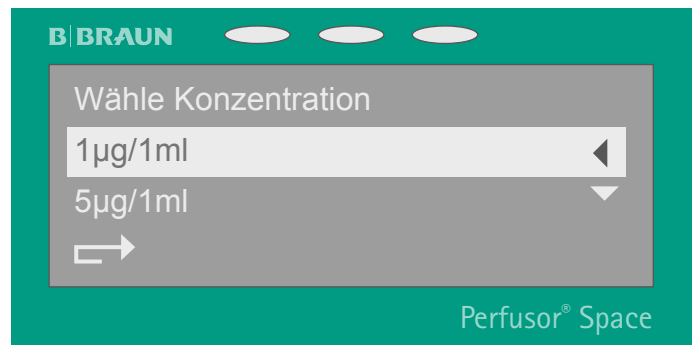 B|BRAUN
Wähle Konzentration
1µg/1ml
5µg/1ml
Perfusor® Space